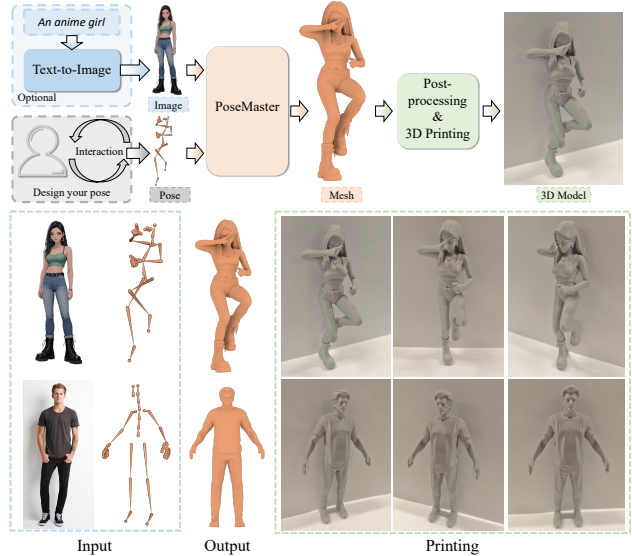 An anime girl
Text-to-Image
Optional
Image
Interaction
Design your pose
Pose
PoseMaster
Mesh
Post-
processing
&
3D Printing
3D Model
Input
Output
Printing